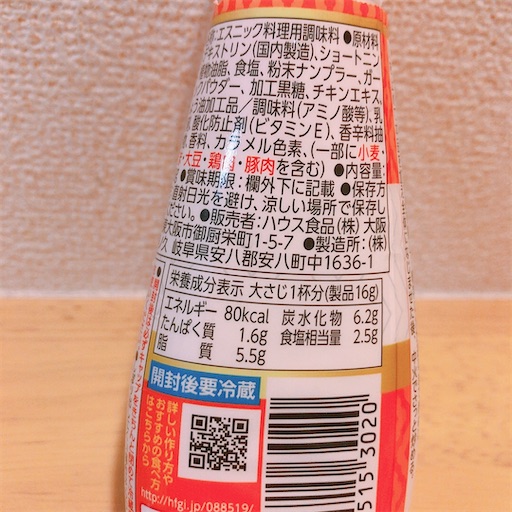 :エスニック料理用調味料 ●原材料
キストリン(国内製造)、ショートニン
油脂、食塩、粉末ナンプラー、ガー
クパウダー、加工黒糖、チキンエキス、
う油加工品/調味料(アミノ酸等)、乳
酸化防止剤(ビタミンE)、香辛料抽
香料、カラメル色素、(一部に小麦・
・大豆・鶏肉・豚肉を含む) ●内容量:
●賞味期限:欄外下に記載 ●保存方
射日光を避け、涼しい場所で保存し
ださい。●販売者:ハウス食品(株) 大阪
大阪市御厨栄町1-5-7 ●製造所:(株)
岐阜県安八郡安八町中1636-1
栄養成分表示 大さじ1杯分(製品16g)
エネルギー 80kcal 炭水化物 6.2g
たんぱく質 1.6g 食塩相当量 2.5g
脂質 5.5g
開封後要冷蔵
詳しい作り方や
おすすめの食べ方
はこちらから
http://hfgi.jp/088519/
515 3020